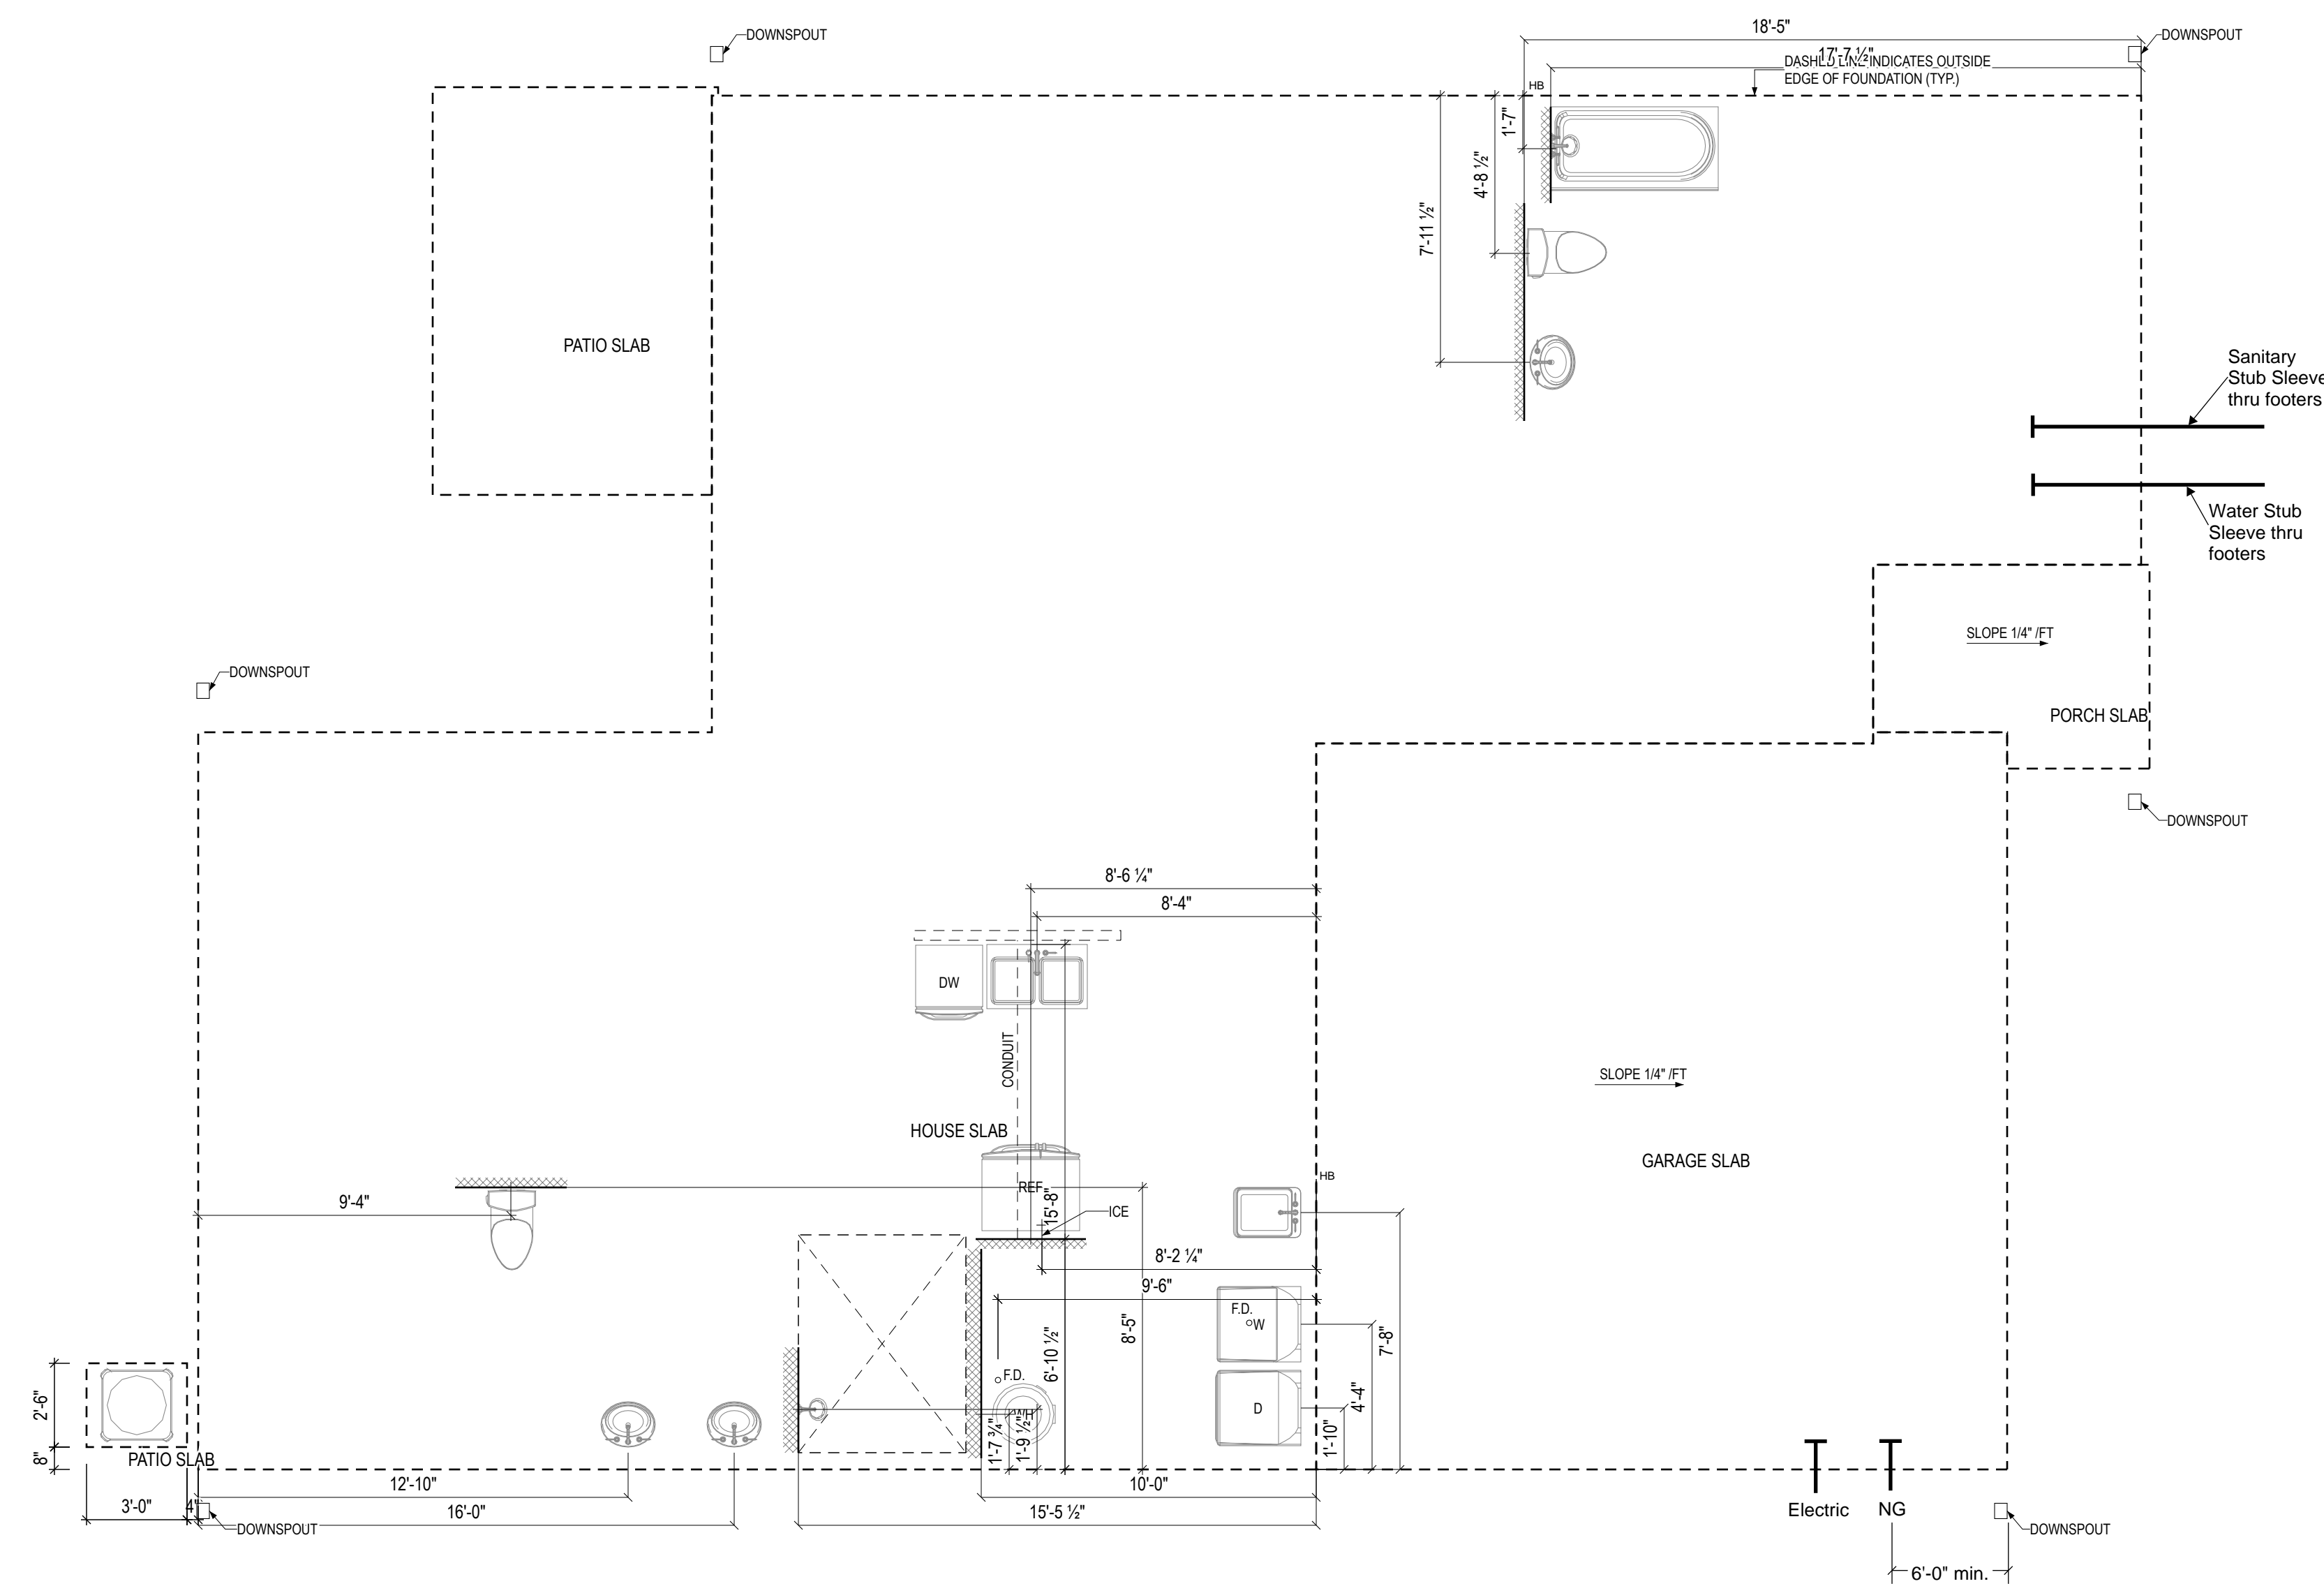 18'-5"
DOWNSPOUT
DOWNSPOUT
17'-7 ½"
DASHED LINE INDICATES OUTSIDE
EDGE OF FOUNDATION (TYP.)
HB
1'-7"
4'-8 ½"
7'-11 ½"
PATIO SLAB
Sanitary
Stub Sleeve
thru footers
Water Stub
Sleeve thru
footers
SLOPE 1/4" /FT
DOWNSPOUT
PORCH SLAB
DOWNSPOUT
8'-6 ¼"
8'-4"
DW
CONDUIT
SLOPE 1/4" /FT
HOUSE SLAB
GARAGE SLAB
HB
REF
9'-4"
15'-8"
ICE
8'-2 ¼"
9'-6"
F.D.
W
8'-5"
7'-8"
6'-10 ½"
F.D.
2'-6"
4'-4"
D
WH
1'-7 ¾"
1'-9 ½"
1'-10"
8"
PATIO SLAB
12'-10"
10'-0"
3'-0"
4"
16'-0"
15'-5 ½"
Electric
NG
DOWNSPOUT
DOWNSPOUT
6'-0" min.